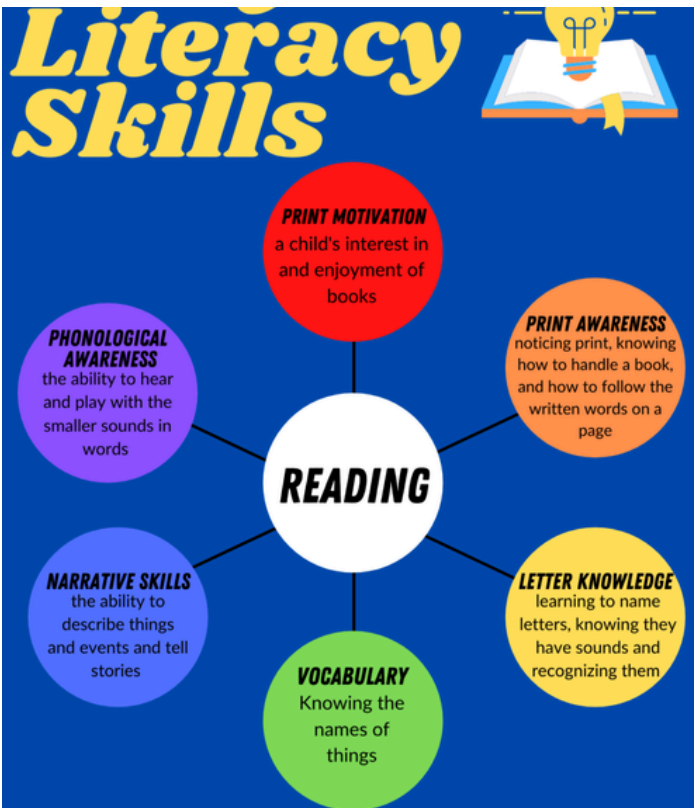 Literacy
Skills
PRINT MOTIVATION
a child's interest in
and enjoyment of
books
PRINT AWARENESS
noticing print, knowing
how to handle a book,
and how to follow the
written words on a
page
PHONOLOGICAL
AWARENESS
the ability to hear
and play with the
smaller sounds in
words
READING
NARRATIVE SKILLS
the ability to
describe things
and events and tell
stories
LETTER KNOWLEDGE
learning to name
letters, knowing they
have sounds and
recognizing them
VOCABULARY
Knowing the
names of
things